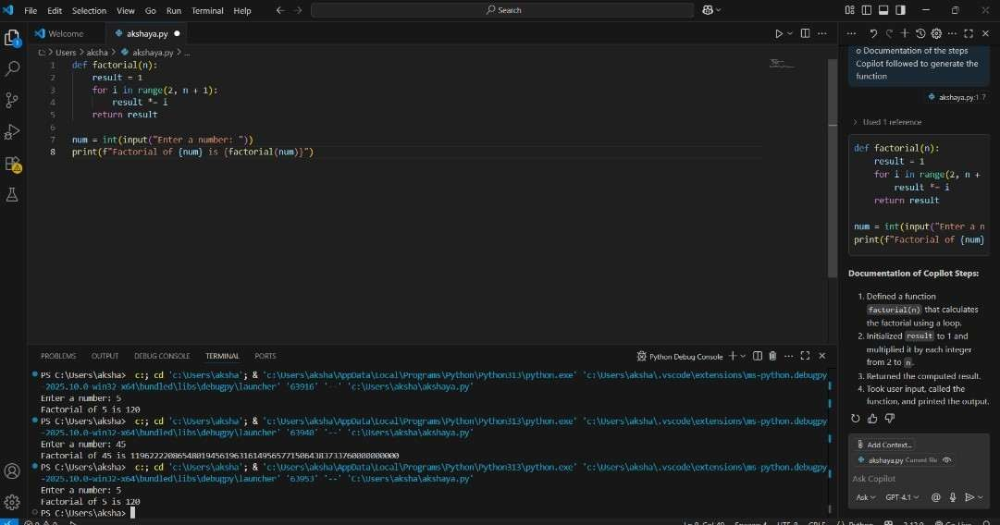 File Edit Selection View Go Run Terminal Help
Search
Welcome
akshaya.py
C: > Users > aksha > akshaya.py > ...
1 def factorial(n):
2 result = 1
3 for i in range(2, n + 1):
4 result *= i
5 return result
6
7 num = int(input("Enter a number: "))
8 print(f"Factorial of {num} is {factorial(num)}")
PROBLEMS OUTPUT DEBUG CONSOLE TERMINAL PORTS
Python Debug Console
PS C:\Users\aksha> c:; cd 'c:\Users\aksha'; & 'c:\Users\aksha\AppData\Local\Programs\Python\Python313\python.exe' 'c:\Users\aksha\.vscode\extensions\ms-python.debugpy
-2025.10.0-win32-x64\bundled\libs\debugpy\launcher' '63916' '--' 'c:\Users\aksha\akshaya.py'
Enter a number: 5
Factorial of 5 is 120
PS C:\Users\aksha> c:; cd 'c:\Users\aksha'; & 'c:\Users\aksha\AppData\Local\Programs\Python\Python313\python.exe' 'c:\Users\aksha\.vscode\extensions\ms-python.debugpy
-2025.10.0-win32-x64\bundled\libs\debugpy\launcher' '63940' '--' 'C:\Users\aksha\akshaya.py'
Enter a number: 45
Factorial of 45 is 119622220865480194561963161495657715064383733760000000000
PS C:\Users\aksha> c:; cd 'c:\Users\aksha'; & 'c:\Users\aksha\AppData\Local\Programs\Python\Python313\python.exe' 'c:\Users\aksha\.vscode\extensions\ms-python.debugpy
-2025.10.0-win32-x64\bundled\libs\debugpy\launcher' '63953' '--' 'C:\Users\aksha\akshaya.py'
Enter a number: 5
Factorial of 5 is 120
PS C:\Users\aksha>
o Documentation of the steps
Copilot followed to generate the
function
akshaya.py:1-7
Used 1 reference
def factorial(n):
result = 1
for i in range(2, n +
result *= i
return result
num = int(input("Enter a n
print(f"Factorial of {num}
Documentation of Copilot Steps:
1. Defined a function
factorial(n) that calculates
the factorial using a loop.
2. Initialized result to 1 and
multiplied it by each integer
from 2 to n.
3. Returned the computed result.
4. Took user input, called the
function, and printed the output.
Add Context...
akshaya.py Current file
Ask Copilot
Ask GPT-4.1